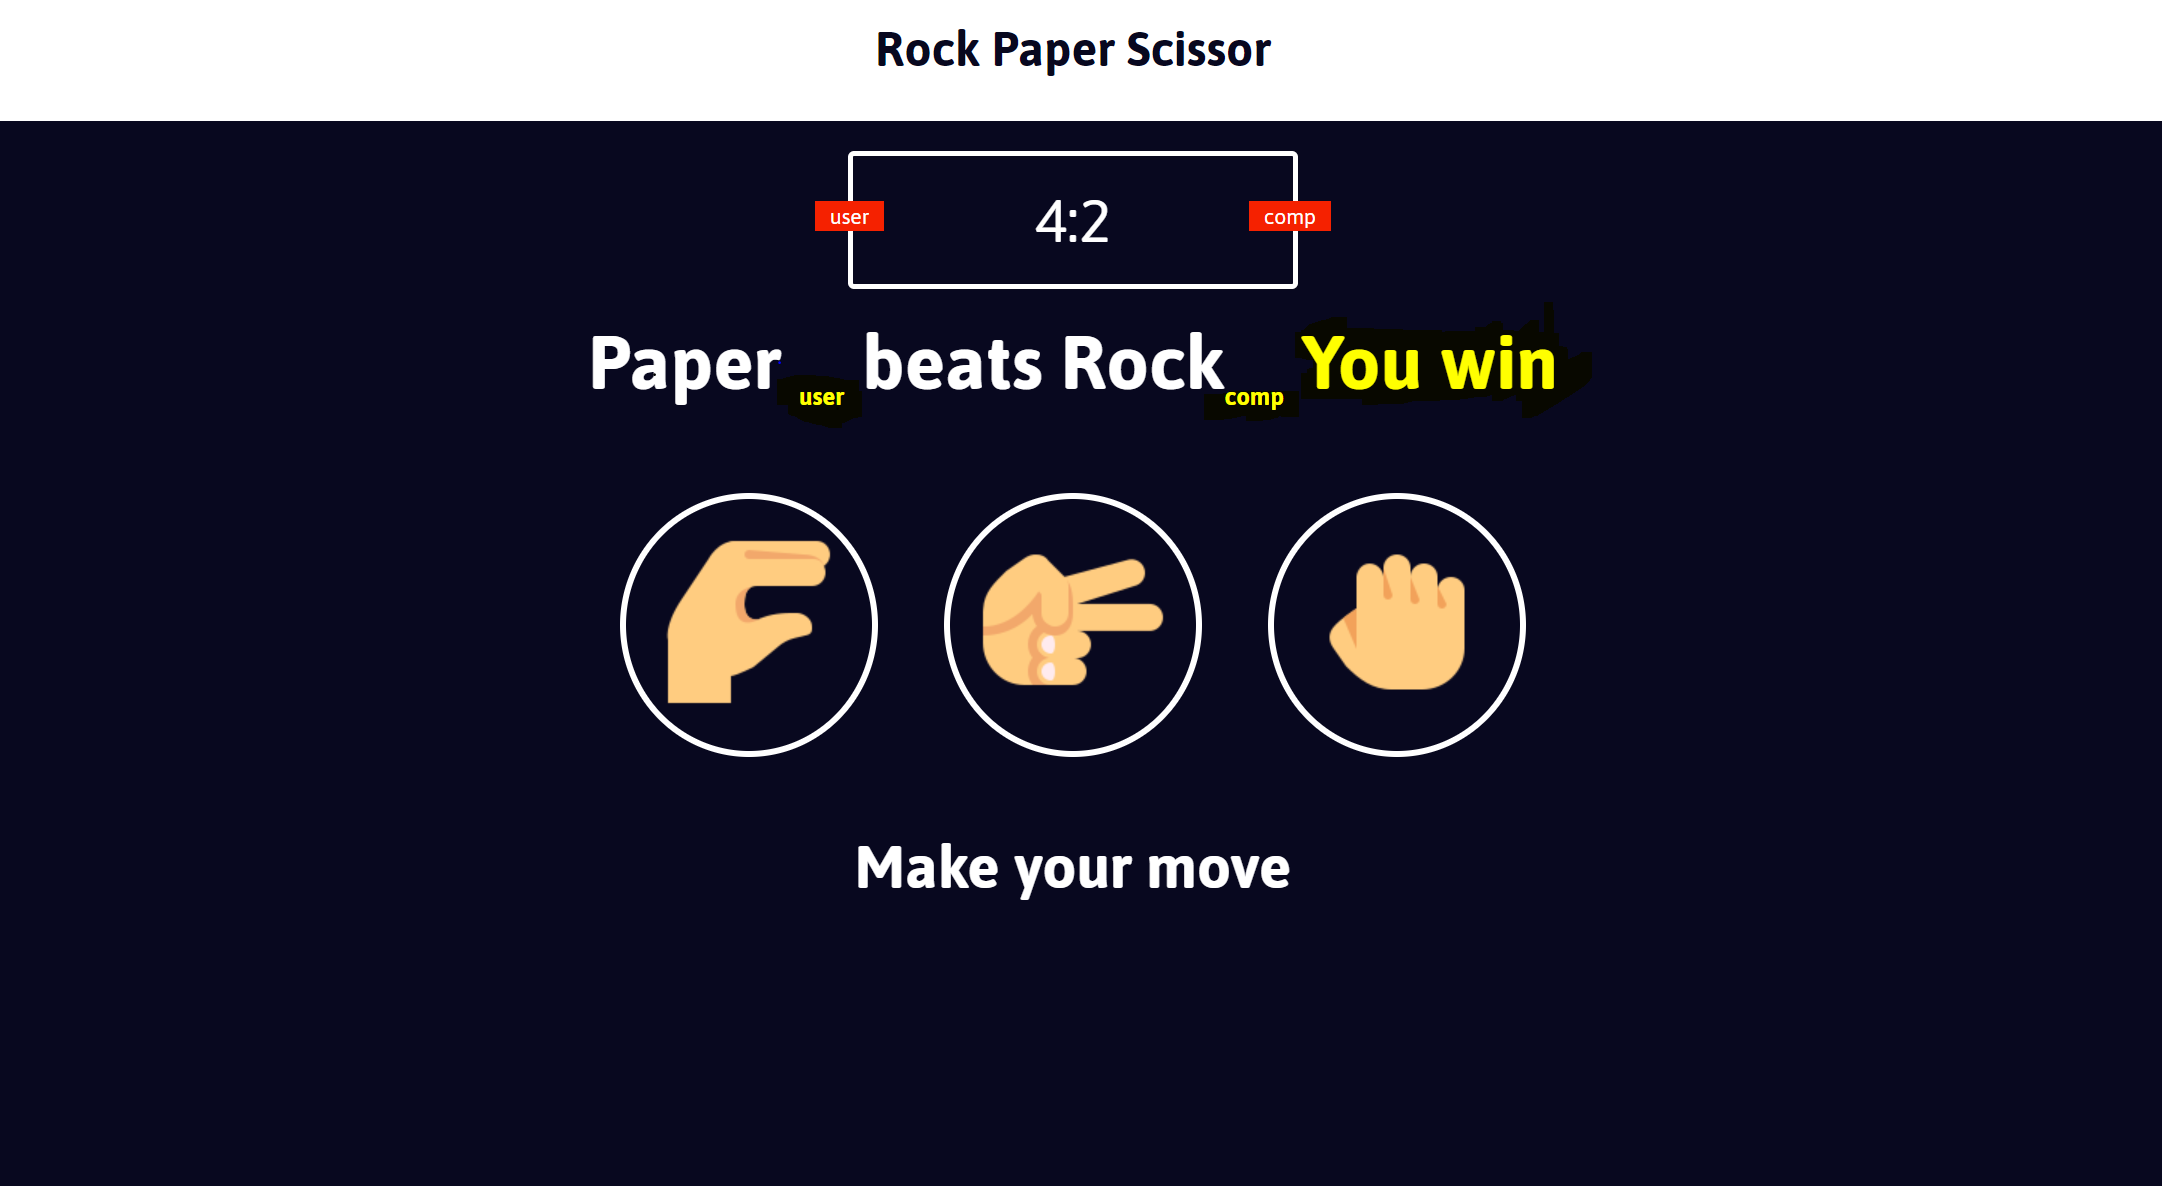 Rock Paper Scissor
user 4:2 comp
Paper user beats Rock comp You win
Make your move